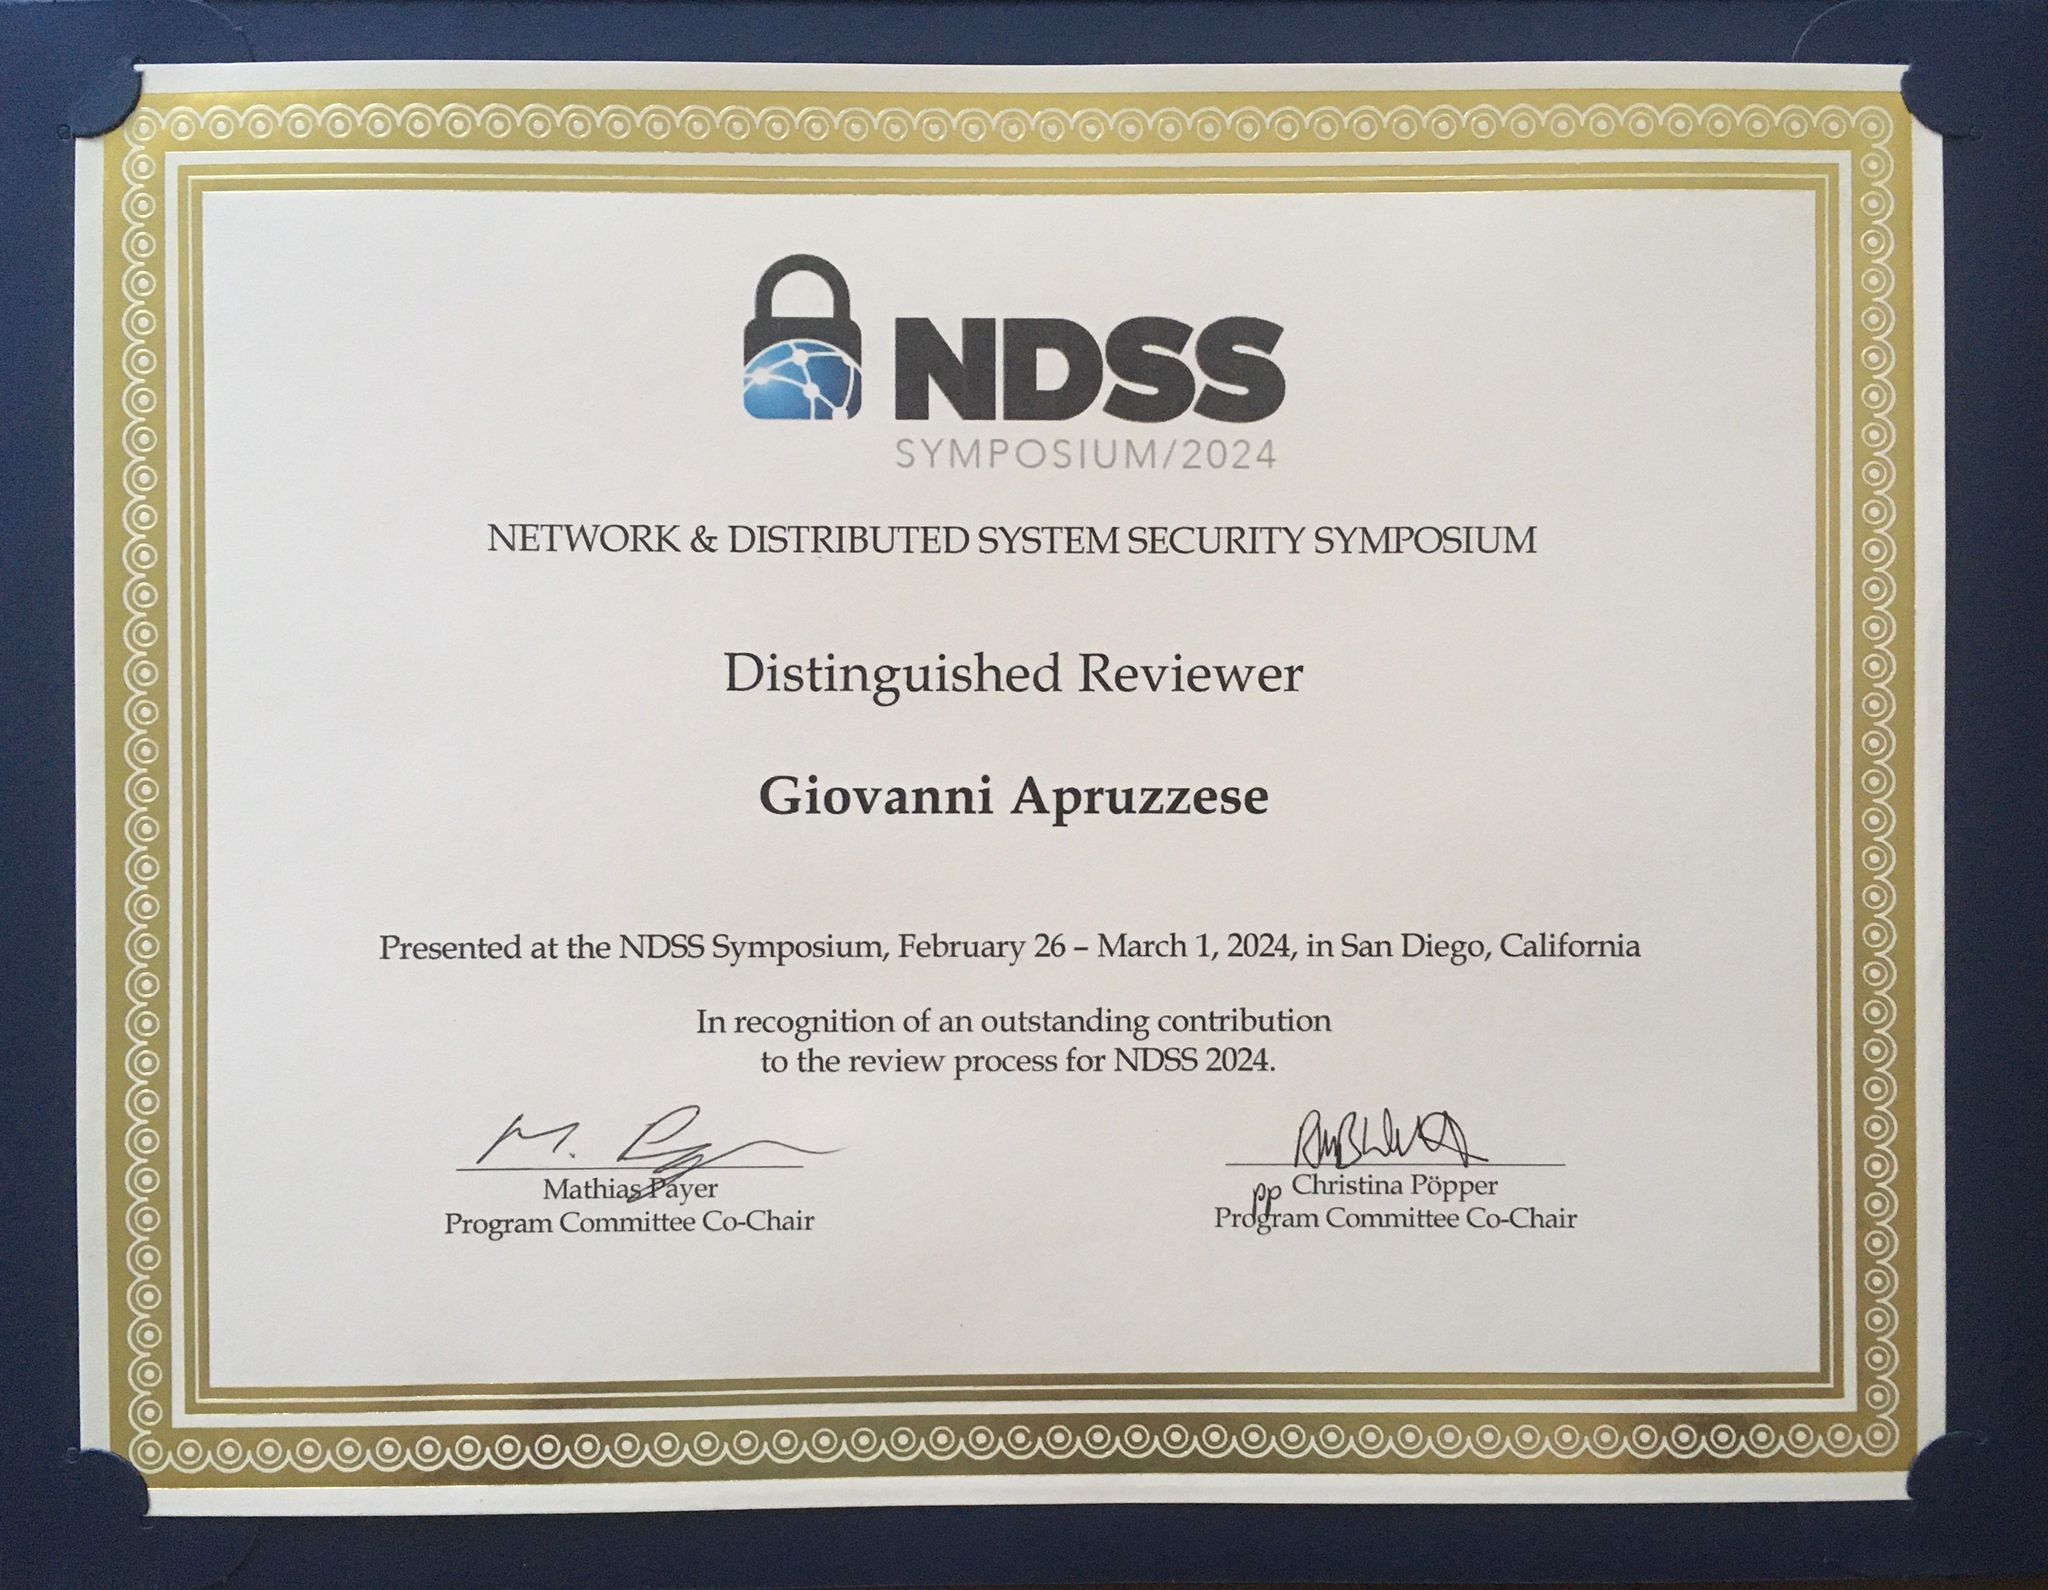 NDSS
SYMPOSIUM/2024
NETWORK & DISTRIBUTED SYSTEM SECURITY SYMPOSIUM
Distinguished Reviewer
Giovanni Apruzzese
Presented at the NDSS Symposium, February 26 – March 1, 2024, in San Diego, California
In recognition of an outstanding contribution
to the review process for NDSS 2024.
Mathias Payer
Program Committee Co-Chair
pp Christina Pöpper
Program Committee Co-Chair